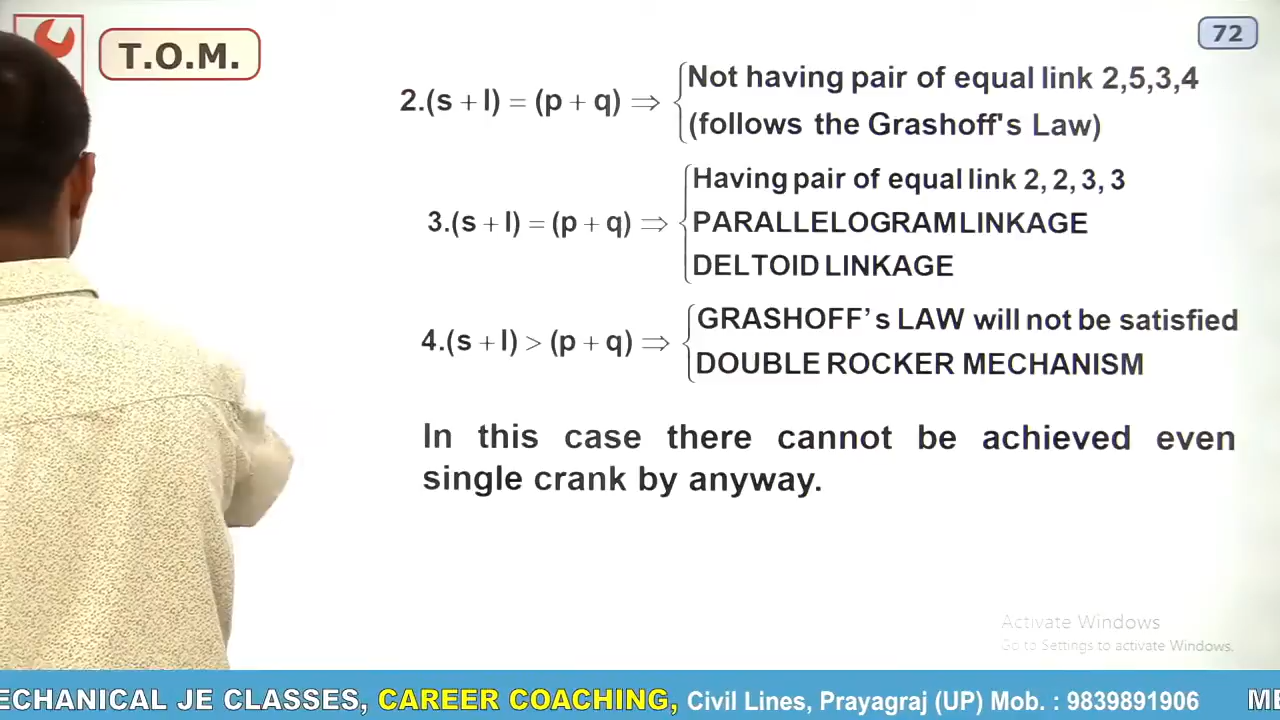 T.O.M.
72
2.(s + l) = (p + q) ⇒ Not having pair of equal link 2,5,3,4
(follows the Grashoff's Law)
3.(s + l) = (p + q) ⇒ Having pair of equal link 2, 2, 3, 3
PARALLELOGRAM LINKAGE
DELTOID LINKAGE
4.(s + l) > (p + q) ⇒ GRASHOFF's LAW will not be satisfied
DOUBLE ROCKER MECHANISM
In this case there cannot be achieved even
single crank by anyway.
Activate Windows
Go to Settings to activate Windows.
ECHANICAL JE CLASSES, CAREER COACHING, Civil Lines, Prayagraj (UP) Mob. : 9839891906 ME